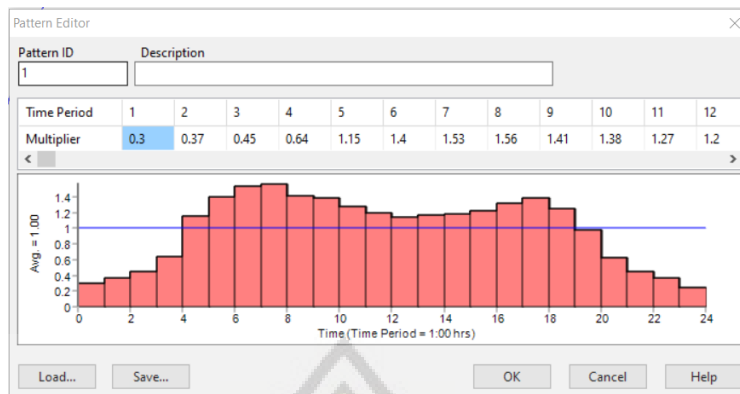 Pattern Editor
Pattern ID Description
1
Time Period 1 2 3 4 5 6 7 8 9 10 11 12
Multiplier 0.3 0.37 0.45 0.64 1.15 1.4 1.53 1.56 1.41 1.38 1.27 1.2
Avg. = 1.00
1.4
1.2
1
0.8
0.6
0.4
0.2
0
0 2 4 6 8 10 12 14 16 18 20 22 24
Time (Time Period = 1:00 hrs)
Load... Save... OK Cancel Help